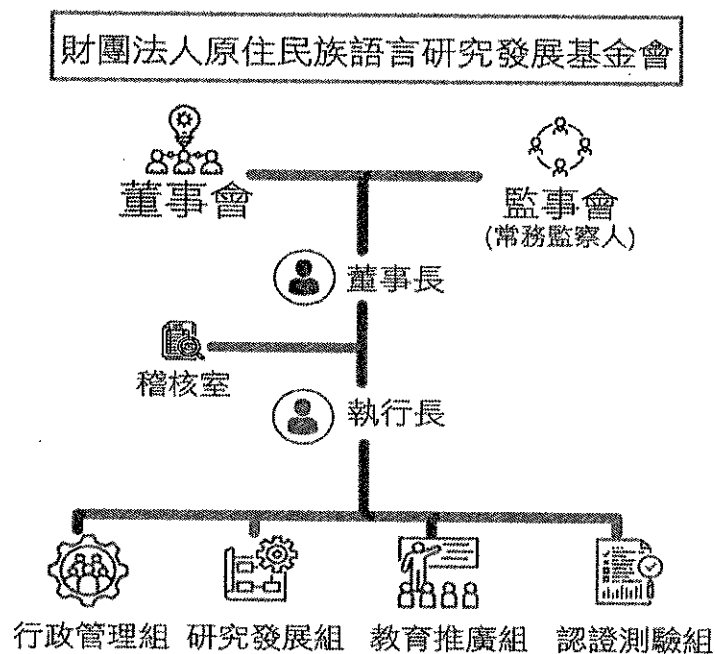 財團法人原住民族語言研究發展基金會
董事會
監事會
(常務監察人)
董事長
稽核室
執行長
行政管理組
研究發展組
教育推廣組
認證測驗組